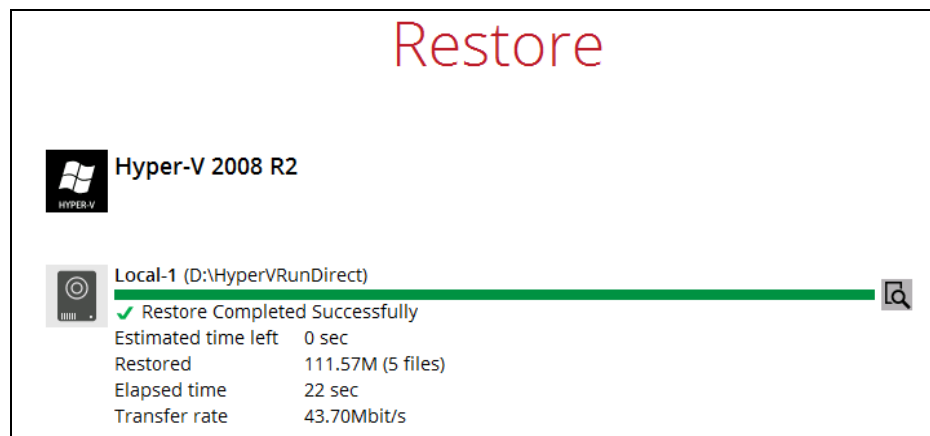 Restore
Hyper-V 2008 R2
HYPER-V
Local-1 (D:\HyperVRunDirect)
Restore Completed Successfully
Estimated time left 0 sec
Restored 111.57M (5 files)
Elapsed time 22 sec
Transfer rate 43.70Mbit/s